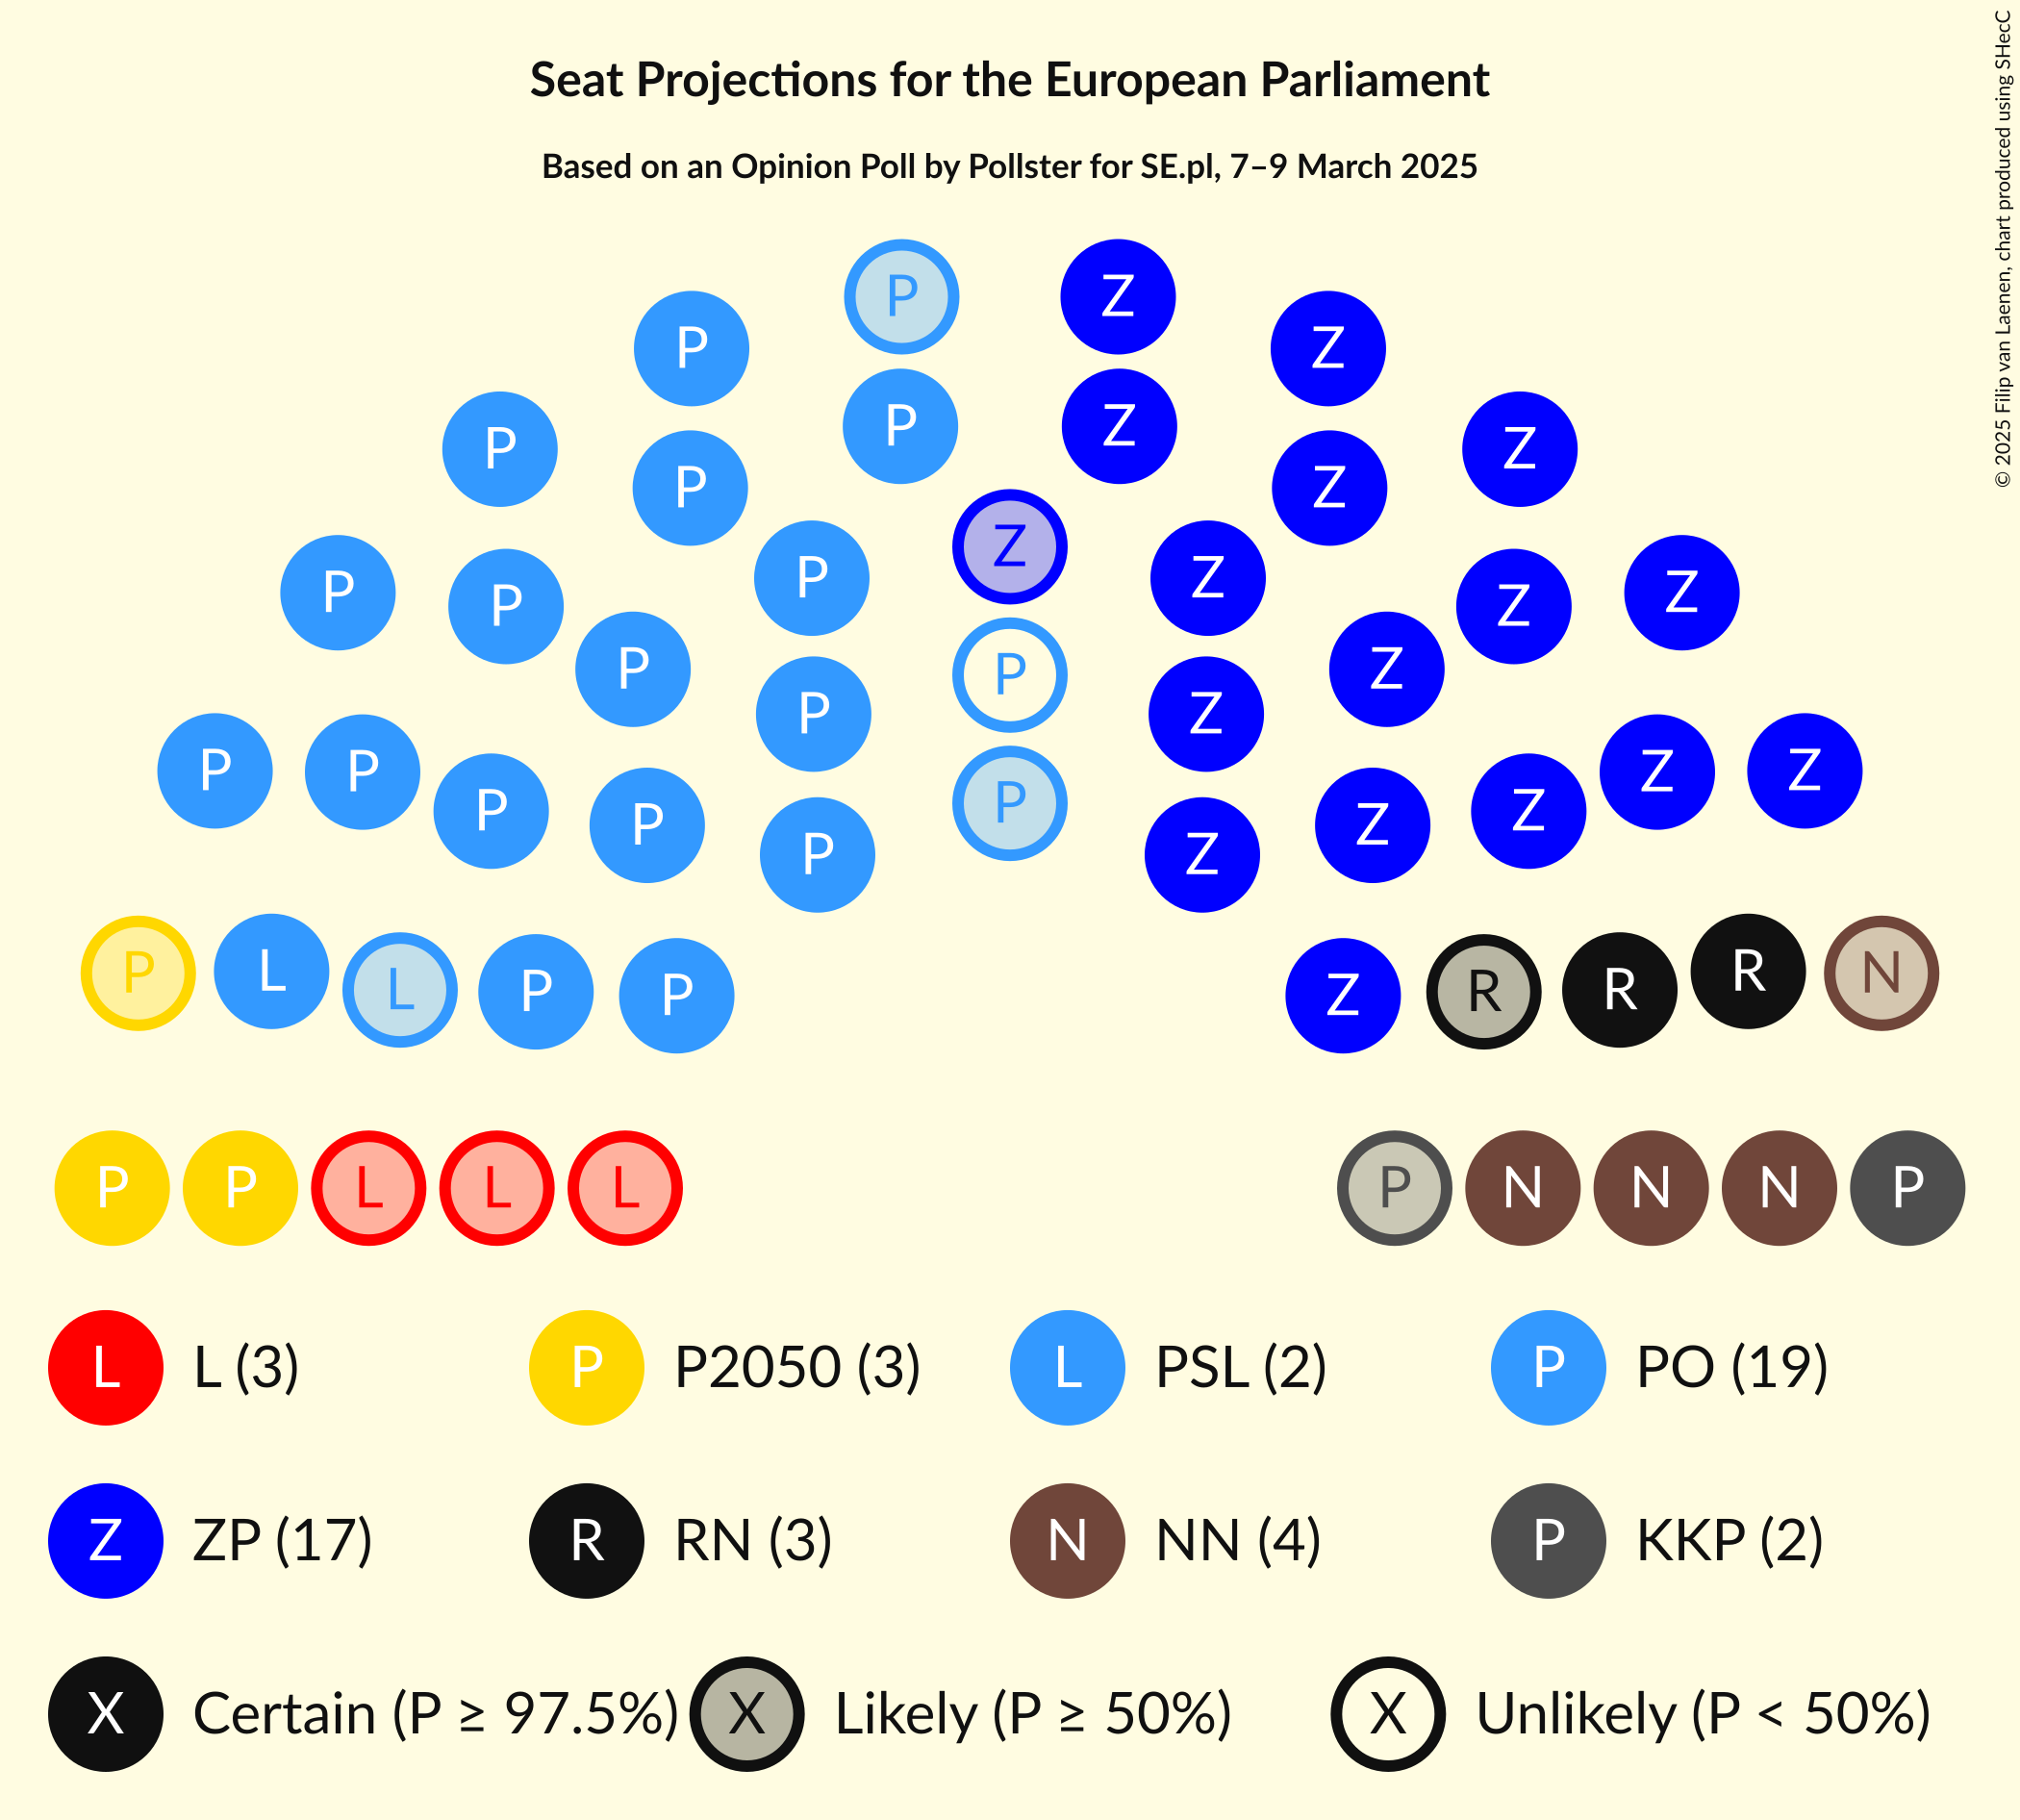 Seat Projections for the European Parliament
Based on an Opinion Poll by Pollster for SE.pl, 7–9 March 2025
© 2025 Filip van Laenen, chart produced using SHecC
P Z
P Z
P Z
P Z
P Z
P Z
Z
P Z
P Z
P Z
P Z
P
P Z
P Z
P Z
P Z
P
P Z
P Z
P Z
P L L P P Z R R R N
P P L L L P N N N P
L L (3) P P2050 (3) L PSL (2) P PO (19)
Z ZP (17) R RN (3) N NN (4) P KKP (2)
X Certain (P ≥ 97.5%) X Likely (P ≥ 50%) X Unlikely (P < 50%)